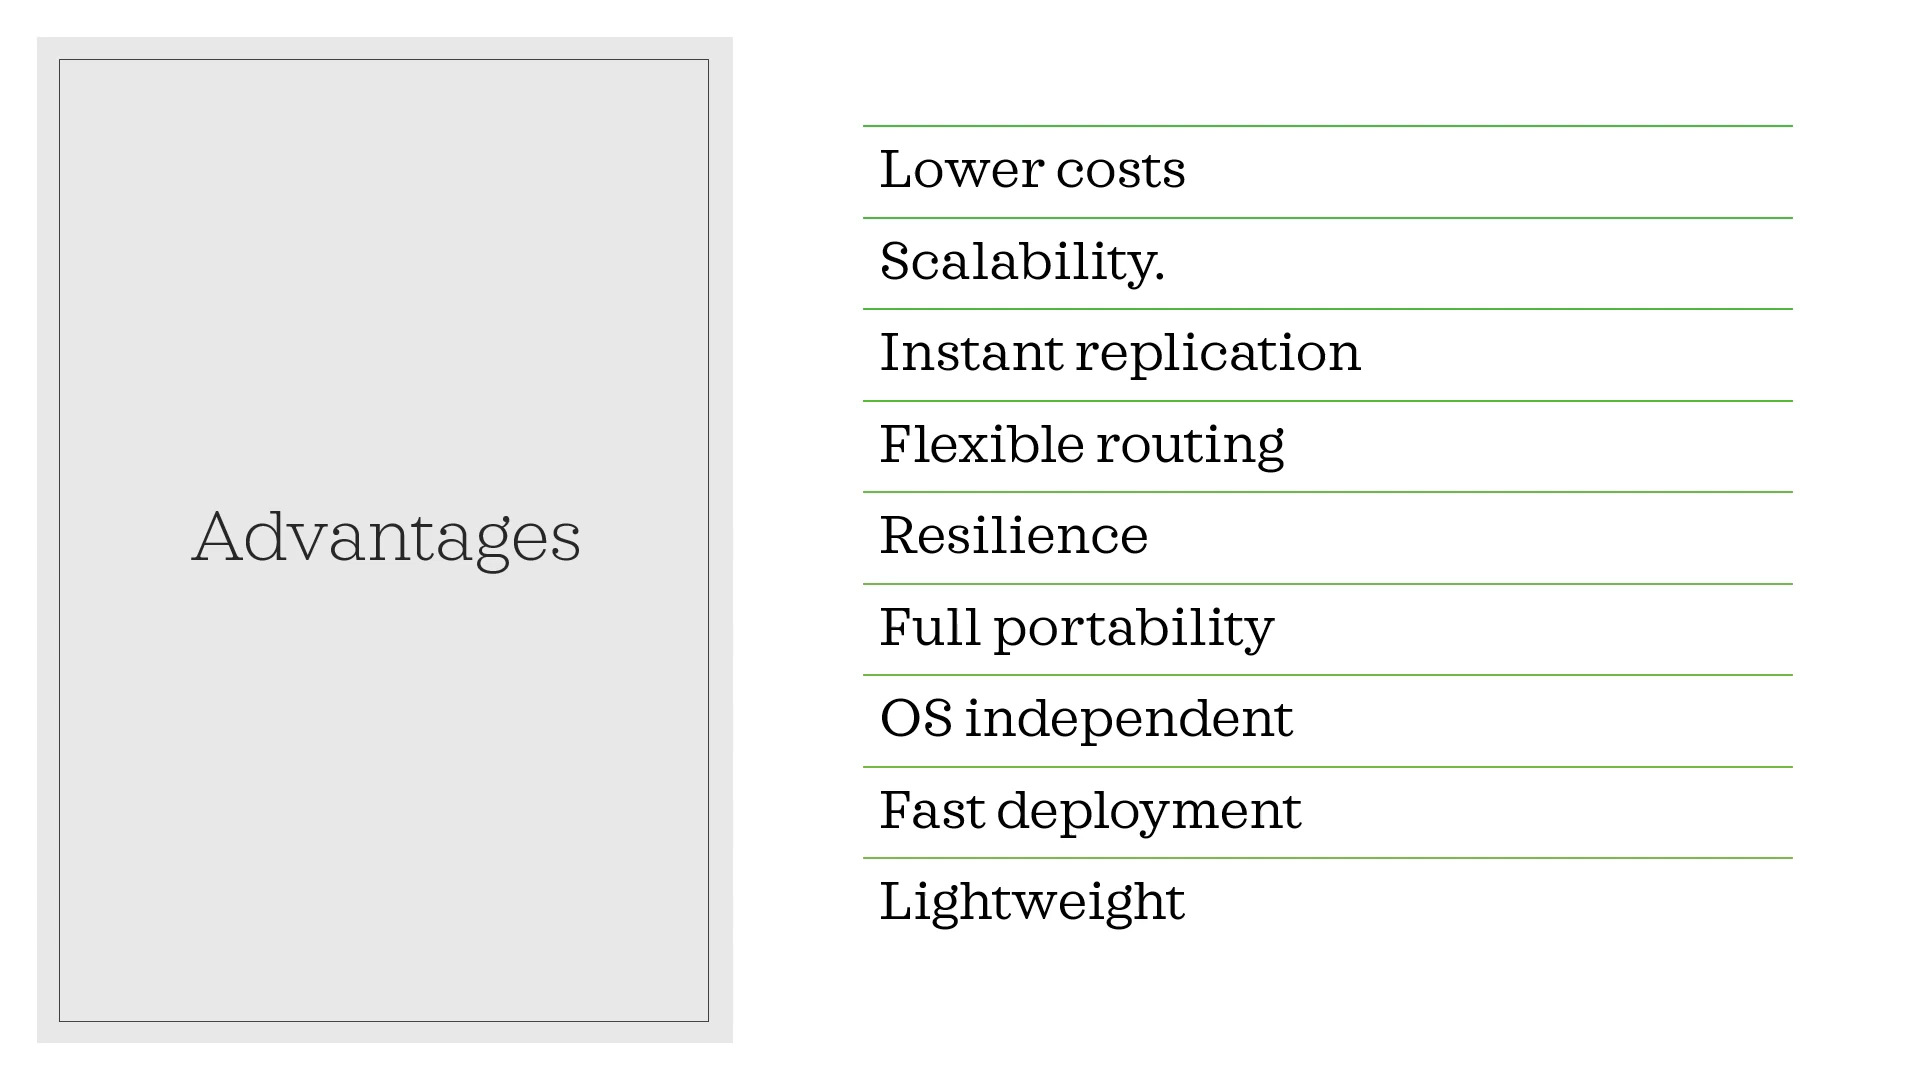 Advantages
Lower costs
Scalability.
Instant replication
Flexible routing
Resilience
Full portability
OS independent
Fast deployment
Lightweight